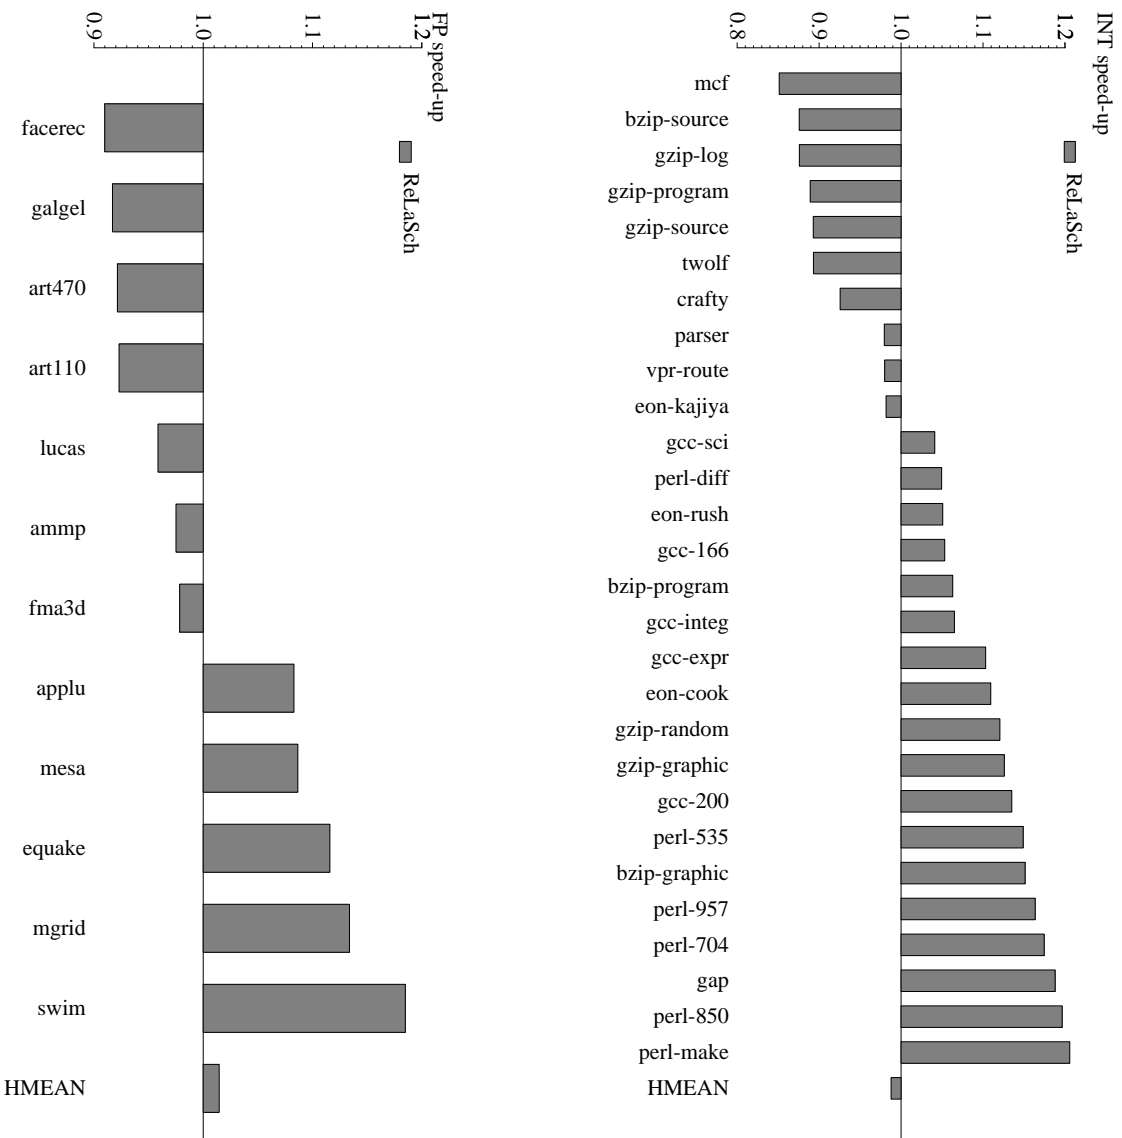 FP speed-up
0.9
1.0
1.1
1.2
ReLaSch
facerec
galgel
art470
art110
lucas
ammp
fma3d
applu
mesa
equake
mgrid
swim
HMEAN
INT speed-up
0.8
0.9
1.0
1.1
1.2
ReLaSch
mcf
bzip-source
gzip-log
gzip-program
gzip-source
twolf
crafty
parser
vpr-route
eon-kajiya
gcc-sci
perl-diff
eon-rush
gcc-166
bzip-program
gcc-integ
gcc-expr
eon-cook
gzip-random
gzip-graphic
gcc-200
perl-535
bzip-graphic
perl-957
perl-704
gap
perl-850
perl-make
HMEAN